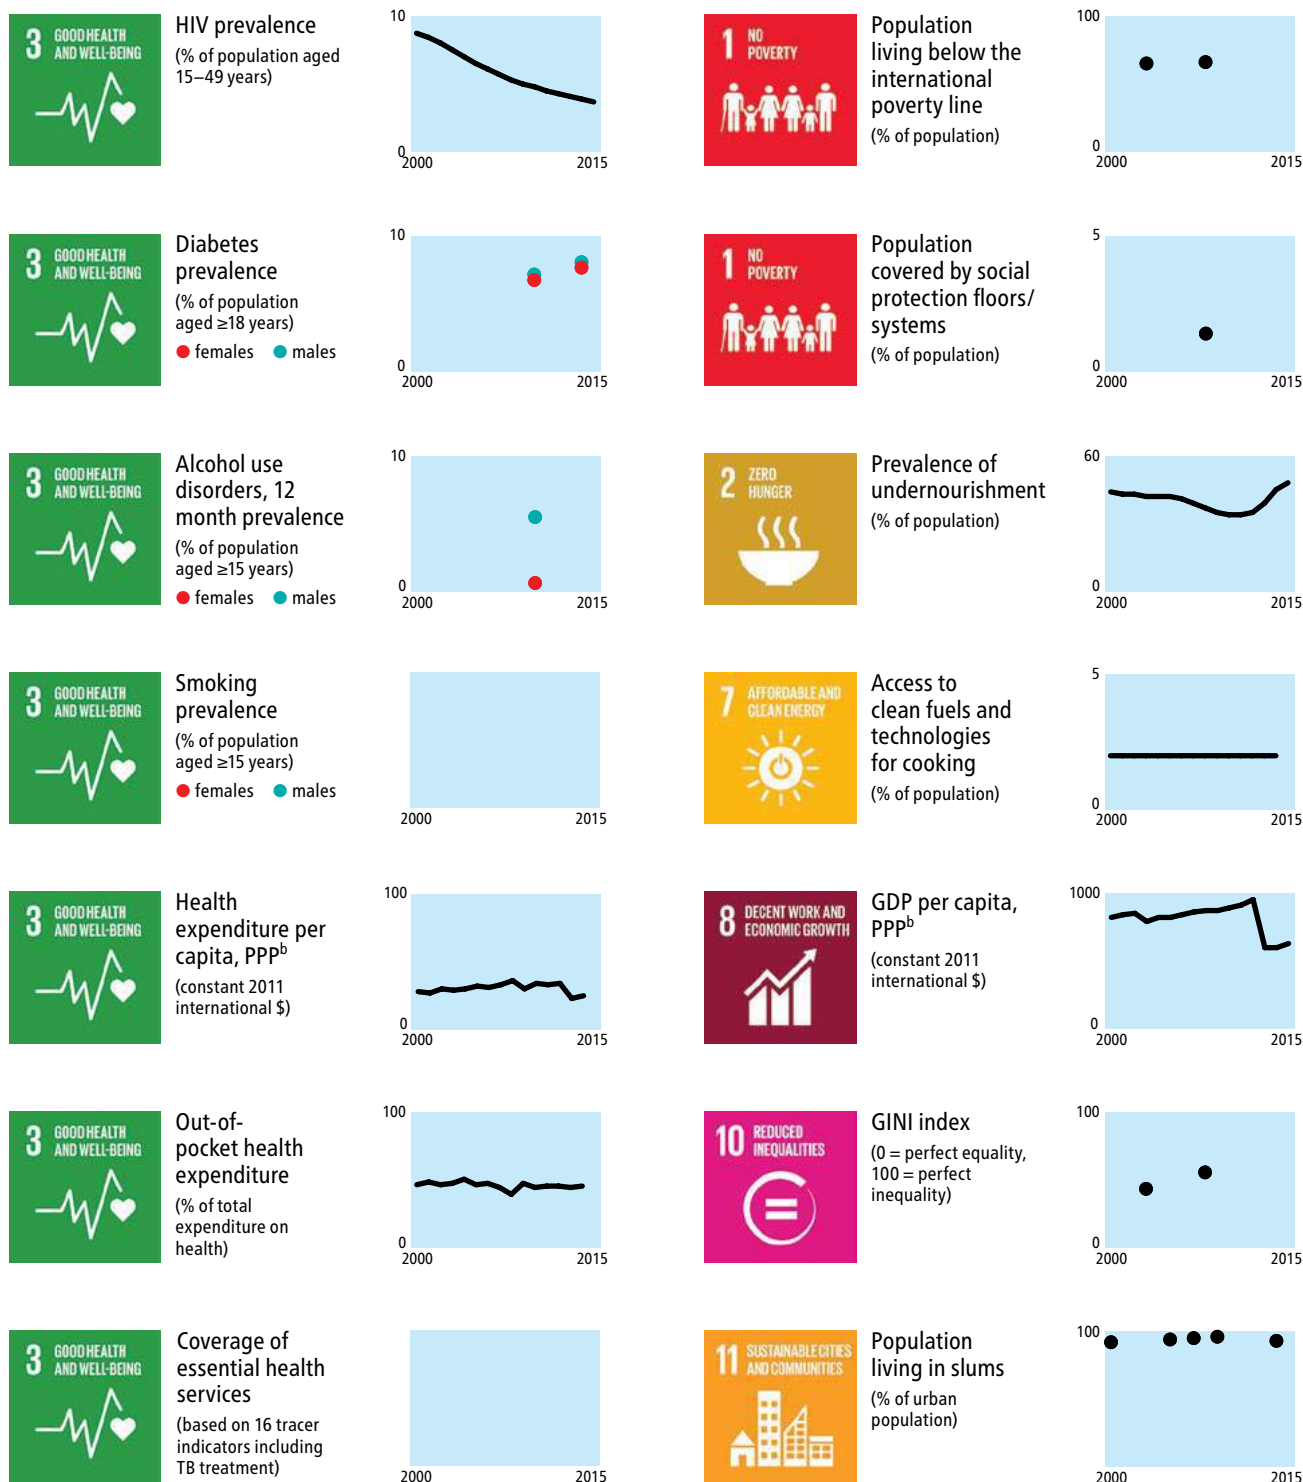 3 GOOD HEALTH
AND WELL-BEING
HIV prevalence
(% of population aged
15–49 years)
10
0
2000 2015
1 NO
POVERTY
Population
living below the
international
poverty line
(% of population)
100
0
2000 2015
3 GOOD HEALTH
AND WELL-BEING
Diabetes
prevalence
(% of population
aged ≥18 years)
females males
10
0
2000 2015
1 NO
POVERTY
Population
covered by social
protection floors/
systems
(% of population)
5
0
2000 2015
3 GOOD HEALTH
AND WELL-BEING
Alcohol use
disorders, 12
month prevalence
(% of population
aged ≥15 years)
females males
10
0
2000 2015
2 ZERO
HUNGER
Prevalence of
undernourishment
(% of population)
60
0
2000 2015
3 GOOD HEALTH
AND WELL-BEING
Smoking
prevalence
(% of population
aged ≥15 years)
females males
2000 2015
7 AFFORDABLE AND
CLEAN ENERGY
Access to
clean fuels and
technologies
for cooking
(% of population)
5
0
2000 2015
3 GOOD HEALTH
AND WELL-BEING
Health
expenditure per
capita, PPPb
(constant 2011
international $)
100
0
2000 2015
8 DECENT WORK AND
ECONOMIC GROWTH
GDP per capita,
PPPb
(constant 2011
international $)
1000
0
2000 2015
3 GOOD HEALTH
AND WELL-BEING
Out-of-
pocket health
expenditure
(% of total
expenditure on
health)
100
0
2000 2015
10 REDUCED
INEQUALITIES
GINI index
(0 = perfect equality,
100 = perfect
inequality)
100
0
2000 2015
3 GOOD HEALTH
AND WELL-BEING
Coverage of
essential health
services
(based on 16 tracer
indicators including
TB treatment)
2000 2015
11 SUSTAINABLE CITIES
AND COMMUNITIES
Population
living in slums
(% of urban
population)
100
2000 2015